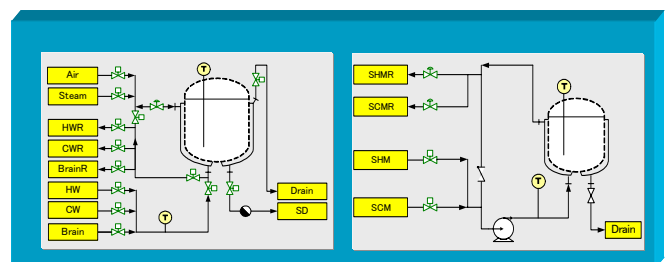 Air
Steam
HWR
CWR
BrainR
HW
CW
Brain
T
T
Drain
SD
SHMR
SCMR
SHM
SCM
T
T
Drain